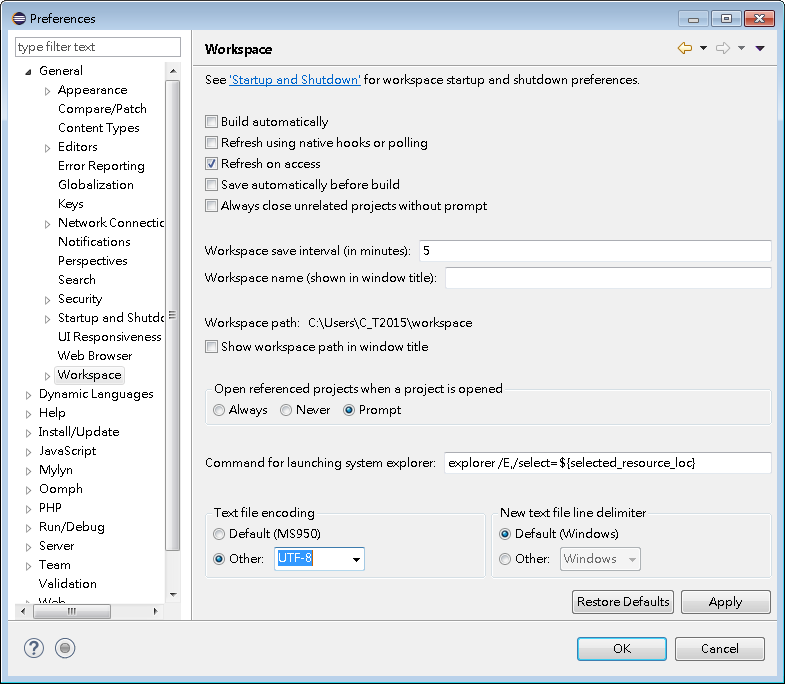 Preferences
type filter text
General
Appearance
Compare/Patch
Content Types
Editors
Error Reporting
Globalization
Keys
Network Connectic
Notifications
Perspectives
Search
Security
Startup and Shutdo
UI Responsiveness
Web Browser
Workspace
Dynamic Languages
Help
Install/Update
JavaScript
Mylyn
Oomph
PHP
Run/Debug
Server
Team
Validation
Web
Workspace
See 'Startup and Shutdown' for workspace startup and shutdown preferences.
Build automatically
Refresh using native hooks or polling
Refresh on access
Save automatically before build
Always close unrelated projects without prompt
Workspace save interval (in minutes): 5
Workspace name (shown in window title):
Workspace path: C:\Users\C_T2015\workspace
Show workspace path in window title
Open referenced projects when a project is opened
Always Never Prompt
Command for launching system explorer: explorer /E,/select=${selected_resource_loc}
Text file encoding
Default (MS950)
Other: UTF-8
New text file line delimiter
Default (Windows)
Other: Windows
Restore Defaults Apply
? OK Cancel